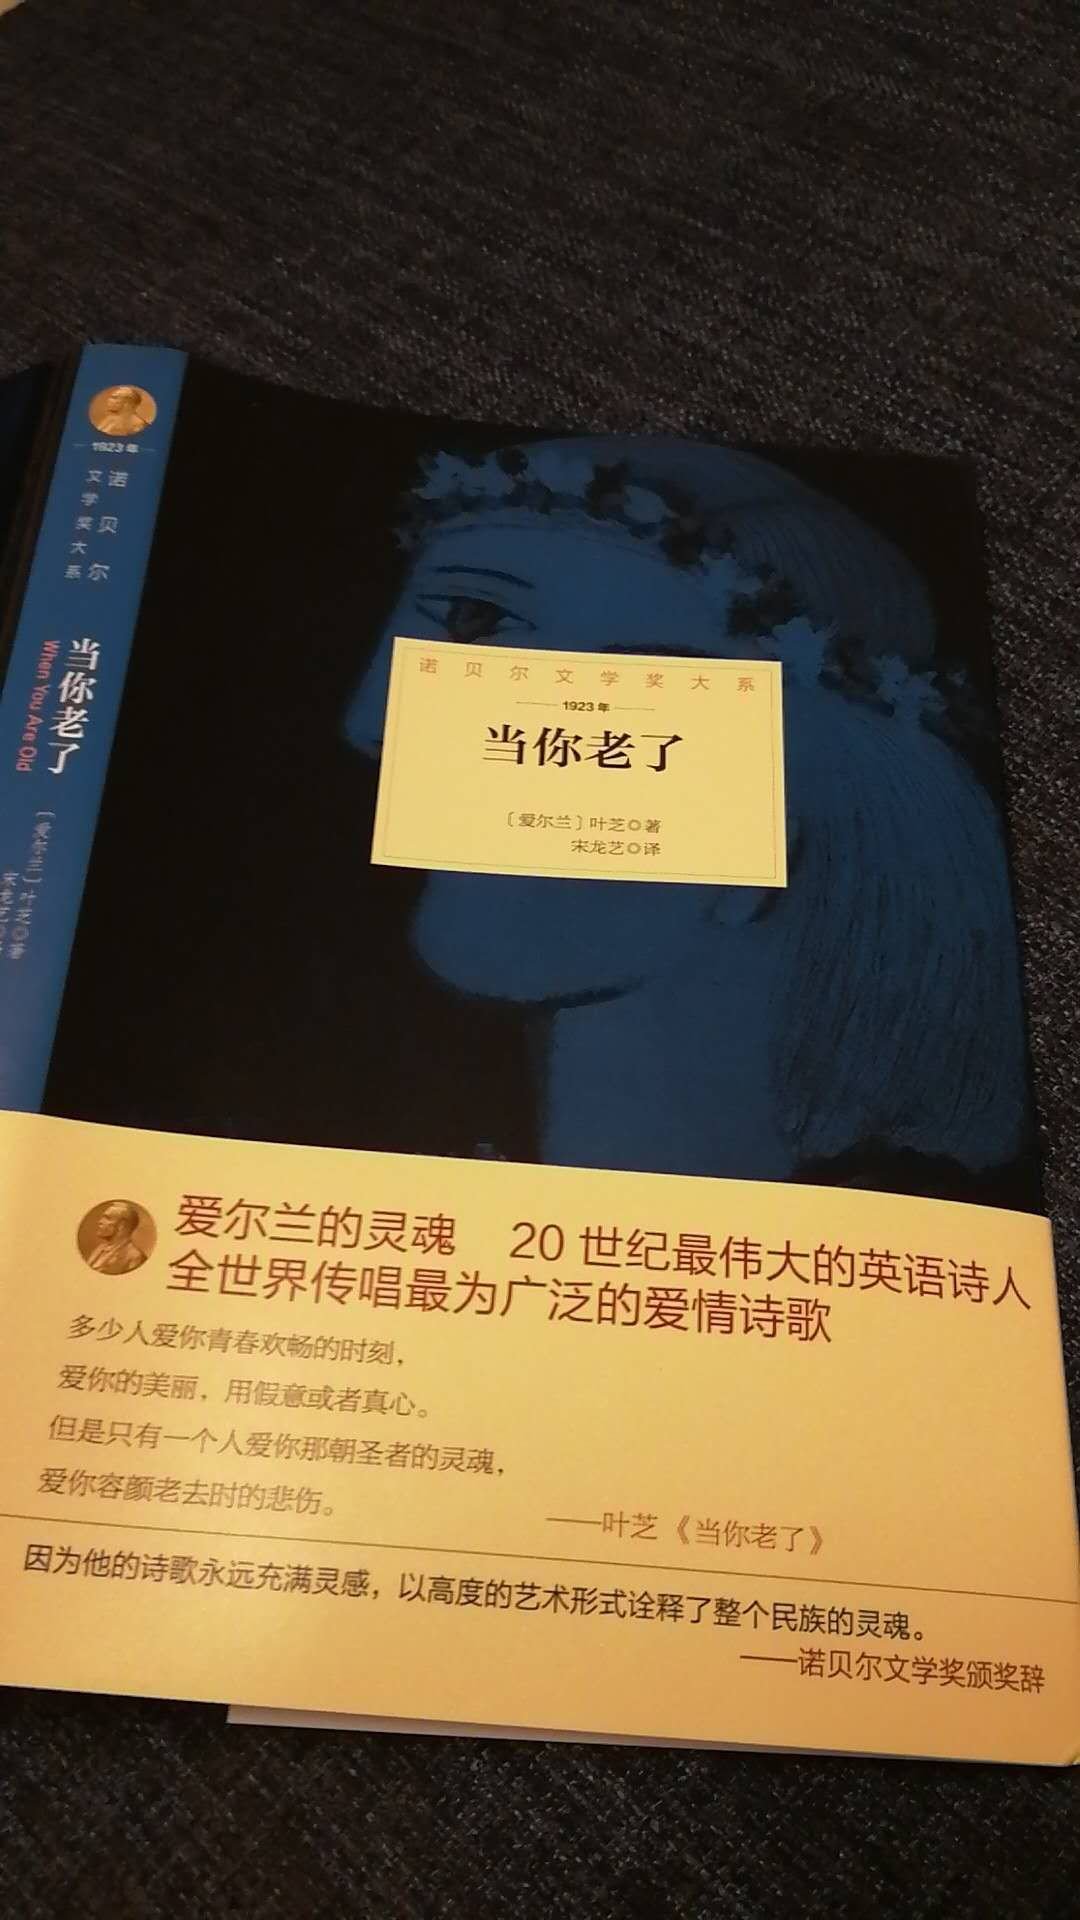 1923年
诺贝尔
文学奖大系
当你老了
When You Are Old
〔爱尔兰〕叶芝◎著
诺贝尔文学奖大系
1923年
当你老了
〔爱尔兰〕叶芝◎著
宋龙艺◎译
爱尔兰的灵魂 20世纪最伟大的英语诗人
全世界传唱最为广泛的爱情诗歌
多少人爱你青春欢畅的时刻,
爱你的美丽,用假意或者真心。
但是只有一个人爱你那朝圣者的灵魂,
爱你容颜老去时的悲伤。
——叶芝《当你老了》
因为他的诗歌永远充满灵感,以高度的艺术形式诠释了整个民族的灵魂。
——诺贝尔文学奖颁奖辞